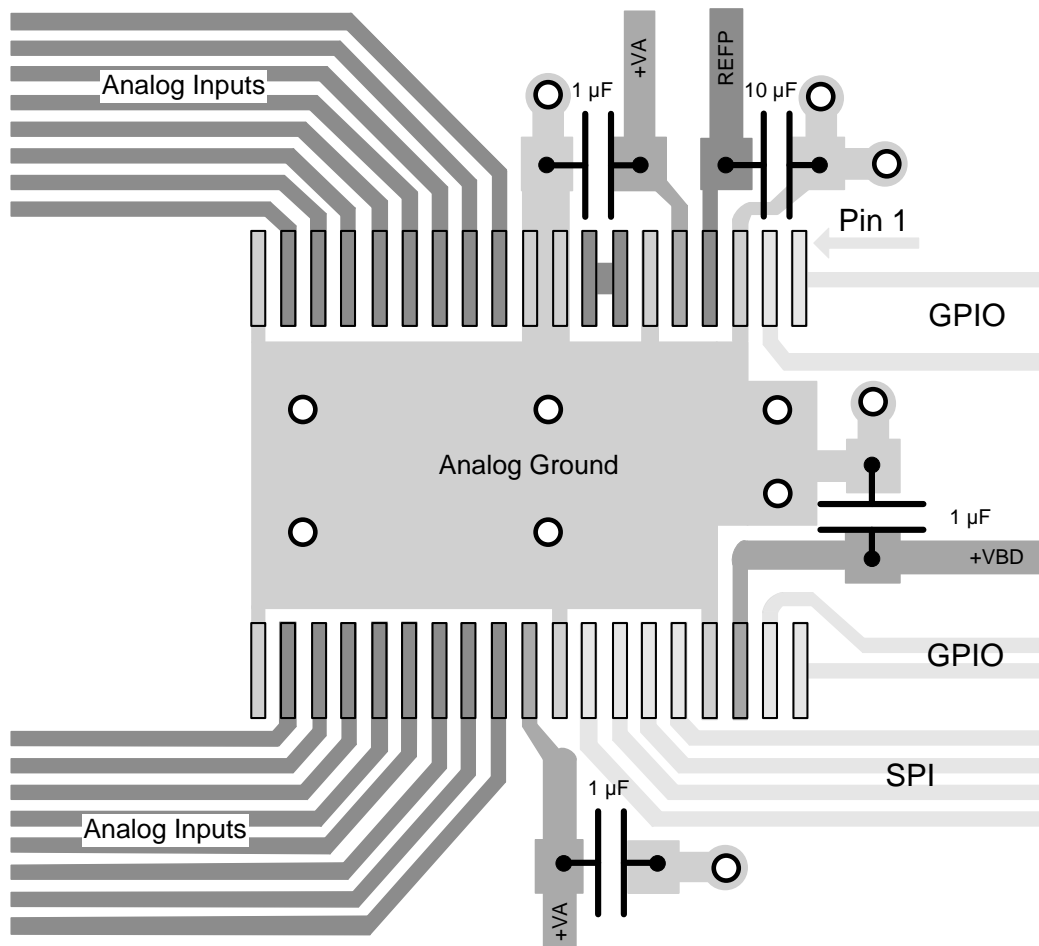 Analog Inputs
1 µF
+VA
REFP
10 µF
Pin 1
GPIO
Analog Ground
1 µF
+VBD
GPIO
SPI
1 µF
Analog Inputs
+VA